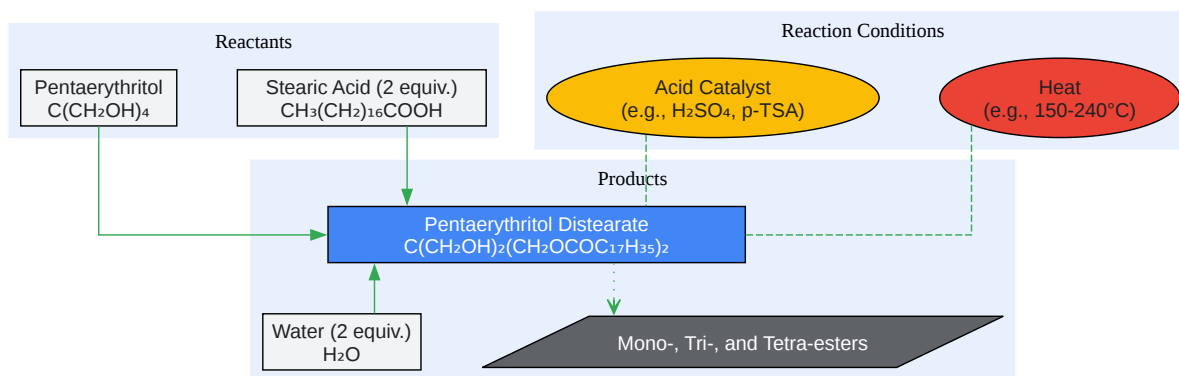 Reactants
Reaction Conditions
Pentaerythritol
C(CH₂OH)₄
Stearic Acid (2 equiv.)
CH₃(CH₂)₁₆COOH
Acid Catalyst
(e.g., H₂SO₄, p-TSA)
Heat
(e.g., 150-240°C)
Products
Pentaerythritol Distearate
C(CH₂OH)₂(CH₂OCOC₁₇H₃₅)₂
Water (2 equiv.)
H₂O
Mono-, Tri-, and Tetra-esters